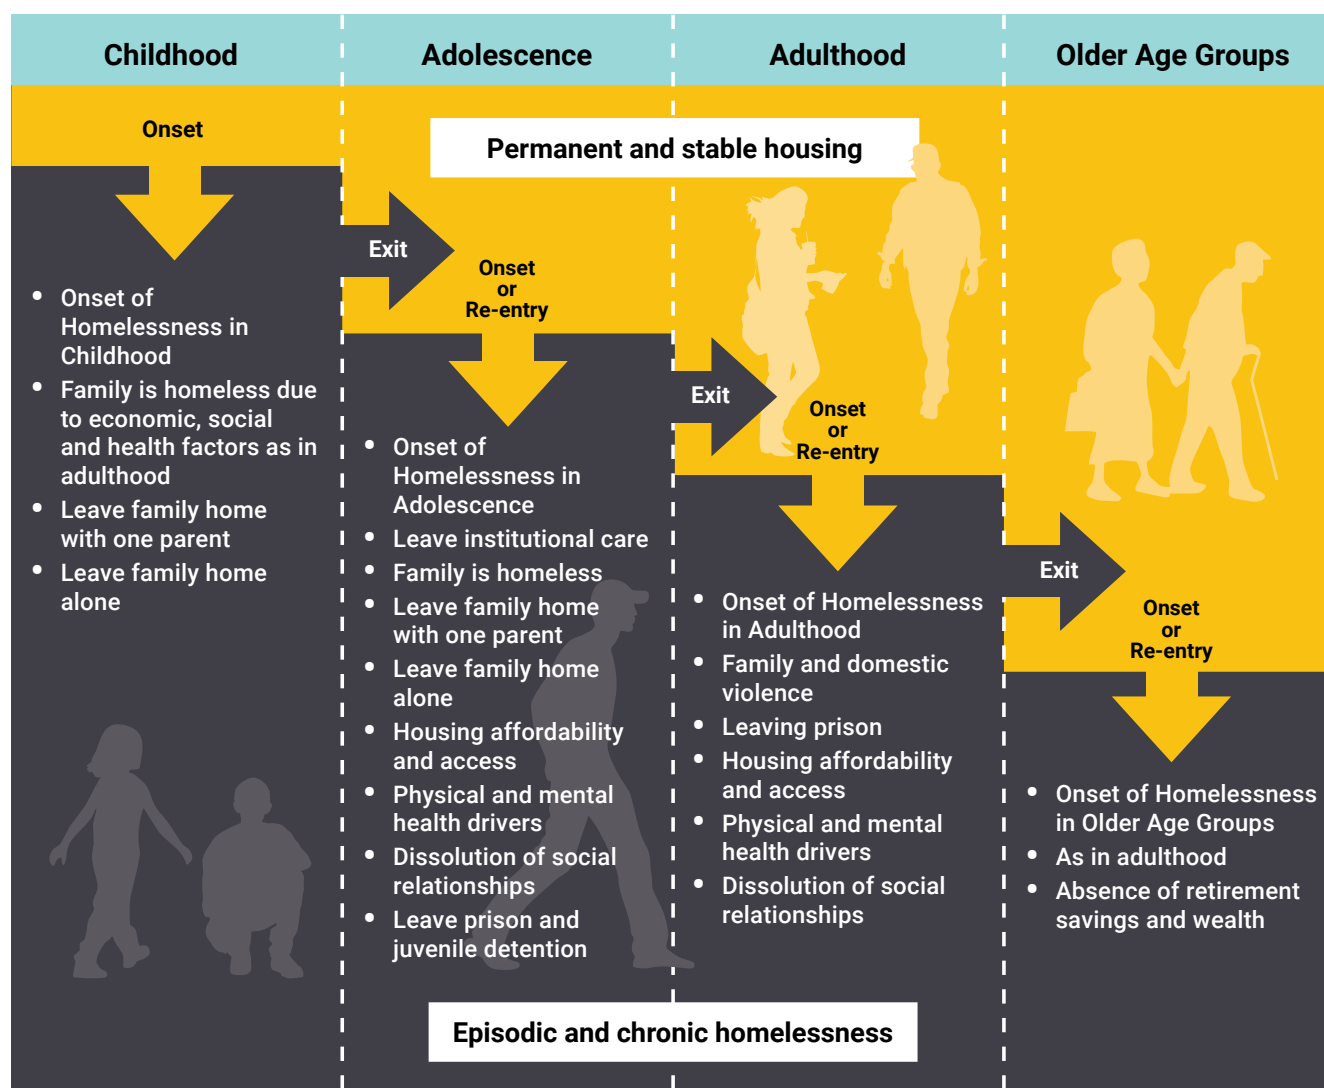 Childhood
Adolescence
Adulthood
Older Age Groups
Permanent and stable housing
Onset
• Onset of
Homelessness in
Childhood
• Family is homeless due
to economic, social
and health factors as in
adulthood
• Leave family home
with one parent
• Leave family home
alone
Exit
Onset
or
Re-entry
• Onset of
Homelessness in
Adolescence
• Leave institutional care
• Family is homeless
• Leave family home
with one parent
• Leave family home
alone
• Housing affordability
and access
• Physical and mental
health drivers
• Dissolution of social
relationships
• Leave prison and
juvenile detention
Exit
Onset
or
Re-entry
• Onset of Homelessness
in Adulthood
• Family and domestic
violence
• Leaving prison
• Housing affordability
and access
• Physical and mental
health drivers
• Dissolution of social
relationships
Exit
Onset
or
Re-entry
• Onset of Homelessness
in Older Age Groups
• As in adulthood
• Absence of retirement
savings and wealth
Episodic and chronic homelessness